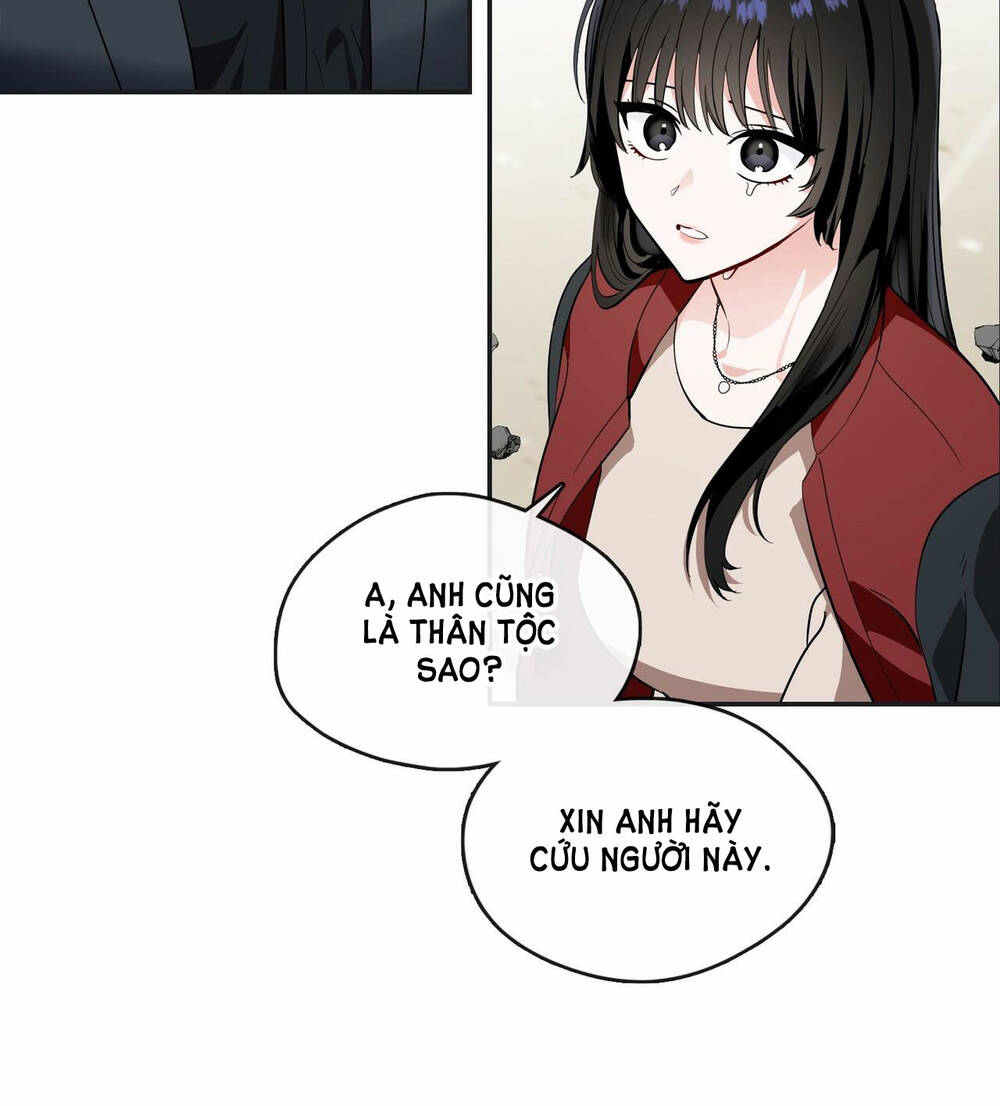 A, ANH CŨNG
LÀ THÂN TỘC
SAO?
XIN ANH HÃY
CỨU NGƯỜI NÀY.